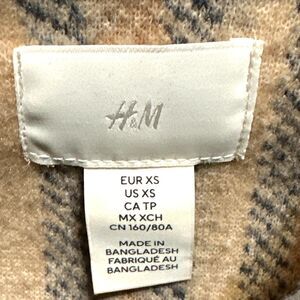 H&M
EUR XS
US XS
CA TP
MX XCH
CN 160/80A
MADE IN
BANGLADESH
FABRIQUÉ AU
BANGLADESH